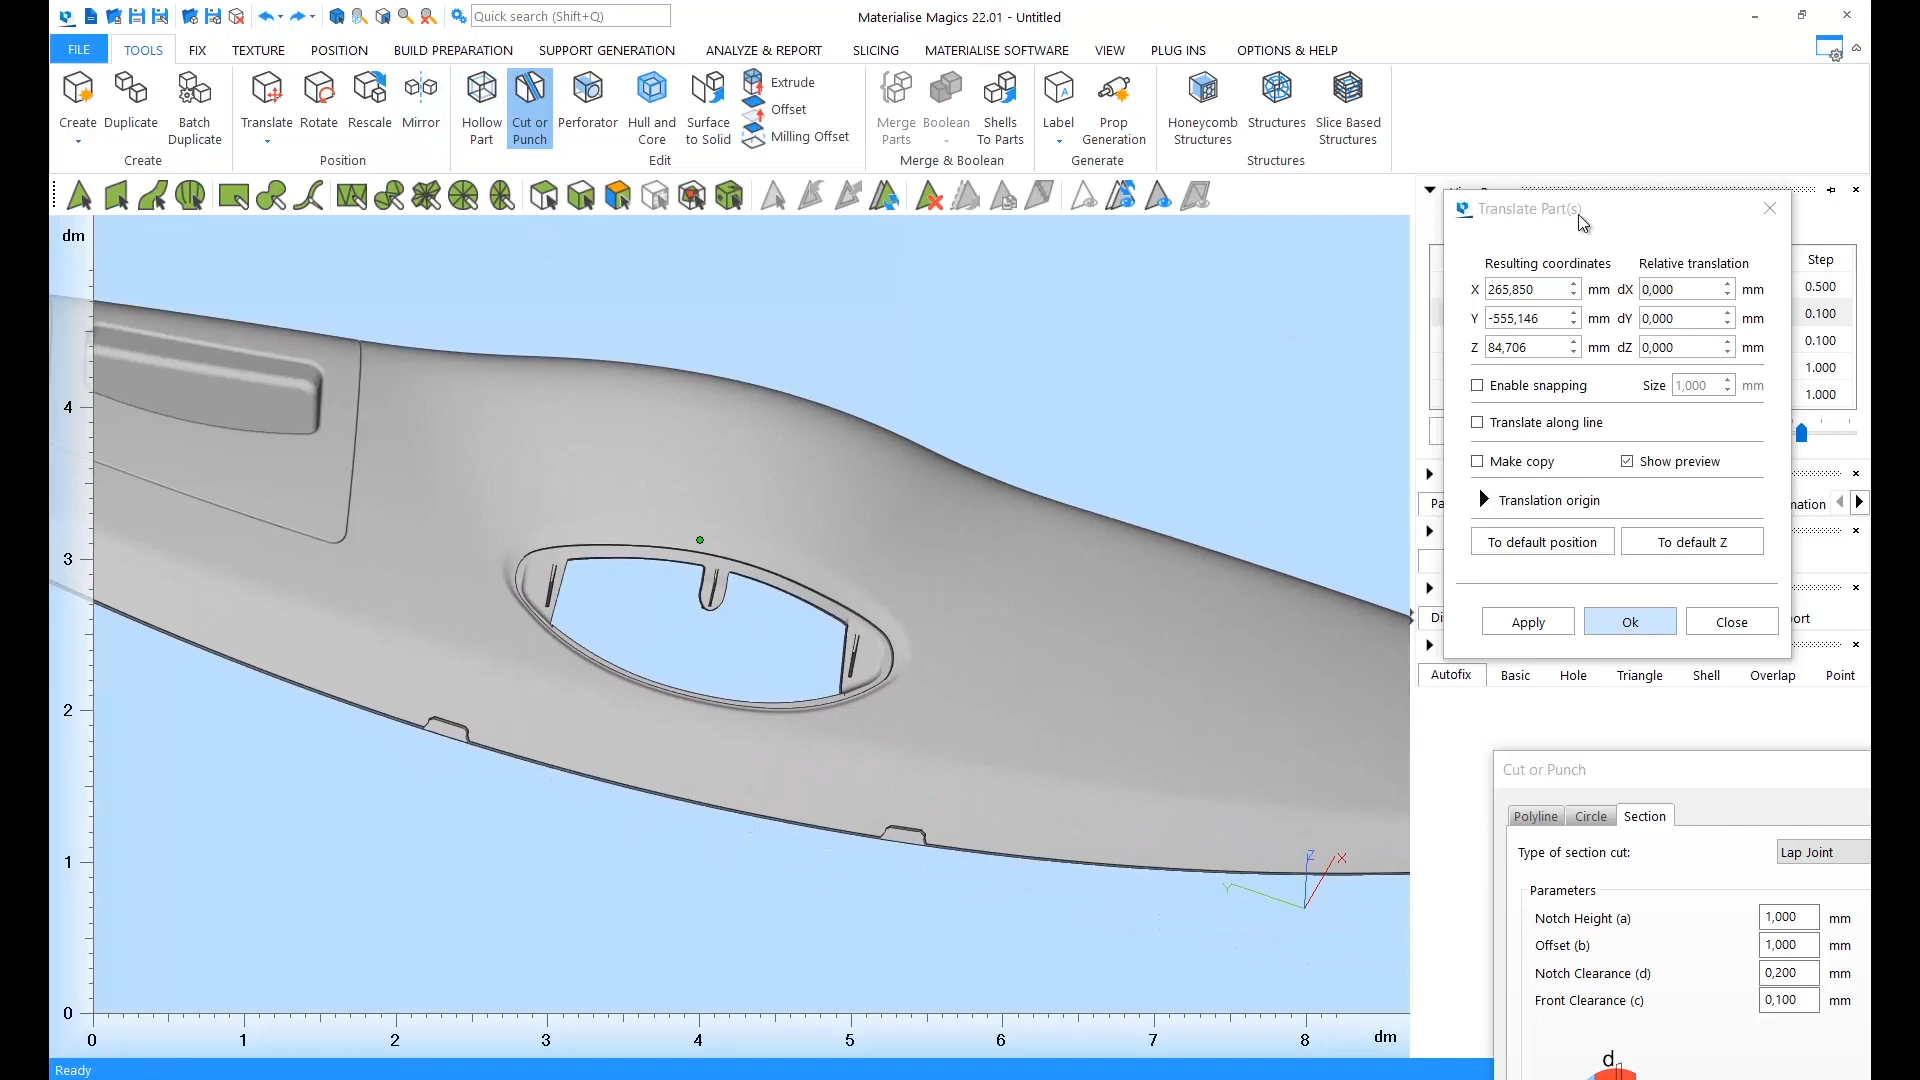 Quick search (Shift+Q)
Materialise Magics 22.01 - Untitled
FILE TOOLS FIX TEXTURE POSITION BUILD PREPARATION SUPPORT GENERATION ANALYZE & REPORT SLICING MATERIALISE SOFTWARE VIEW PLUG INS OPTIONS & HELP
Create Duplicate Batch Duplicate
Create
Translate Rotate Rescale Mirror
Position
Hollow Part Cut or Punch Perforator Hull and Core Surface to Solid
Extrude
Offset
Milling Offset
Edit
Merge Parts Boolean Shells To Parts
Merge & Boolean
Label Prop Generation
Generate
Honeycomb Structures Structures Slice Based Structures
Structures
dm
4
3
2
1
0
0 1 2 3 4 5 6 7 8 dm
Z X
Y
Translate Part(s)
Resulting coordinates Relative translation
X 265,850 mm dX 0,000 mm
Y -555,146 mm dY 0,000 mm
Z 84,706 mm dZ 0,000 mm
Enable snapping Size 1,000 mm
Translate along line
Make copy Show preview
Translation origin
To default position To default Z
Apply Ok Close
Step
0.500
0.100
0.100
1.000
1.000
Autofix Basic Hole Triangle Shell Overlap Point
Cut or Punch
Polyline Circle Section
Type of section cut: Lap Joint
Parameters
Notch Height (a) 1,000 mm
Offset (b) 1,000 mm
Notch Clearance (d) 0,200 mm
Front Clearance (c) 0,100 mm
d
Ready